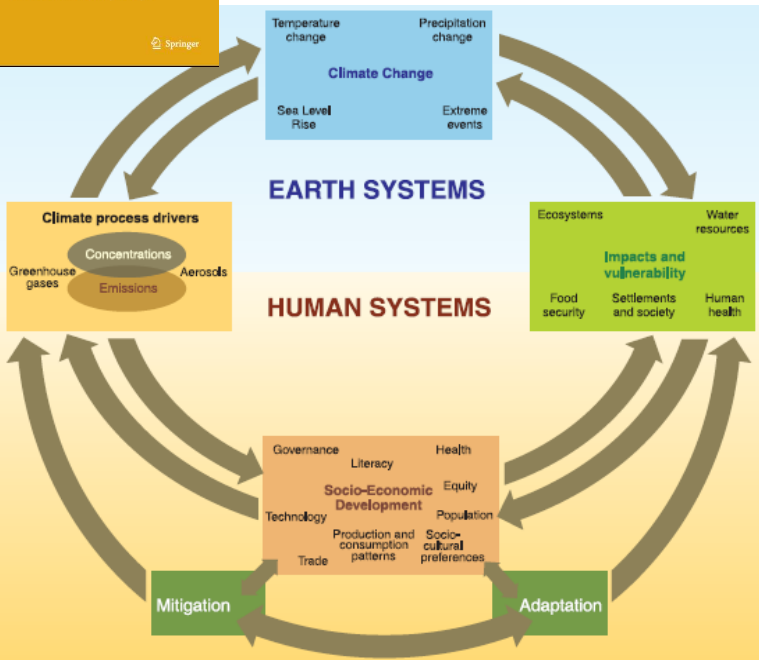 Springer
Temperature change
Precipitation change
Climate Change
Sea Level Rise
Extreme events
EARTH SYSTEMS
Climate process drivers
Concentrations
Greenhouse gases
Aerosols
Emissions
Ecosystems
Water resources
Impacts and vulnerability
Food security
Settlements and society
Human health
HUMAN SYSTEMS
Governance
Literacy
Health
Socio-Economic Development
Equity
Technology
Population
Production and consumption patterns
Socio-cultural preferences
Trade
Mitigation
Adaptation